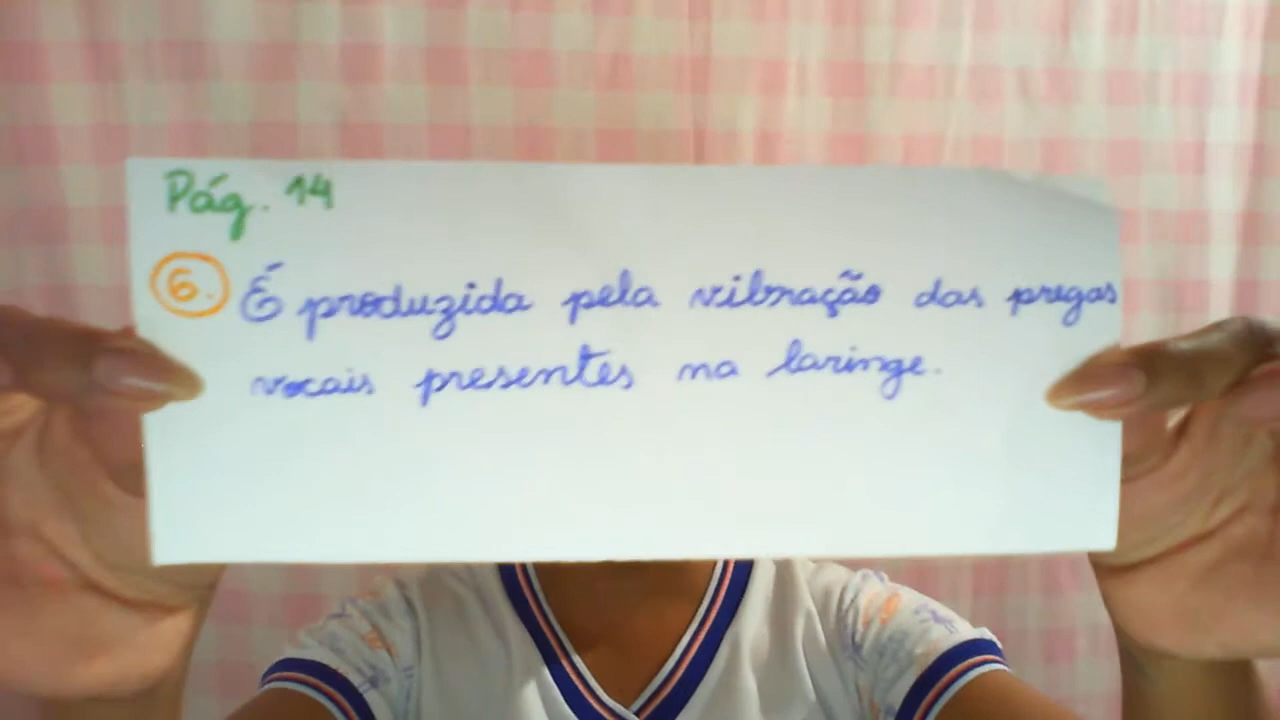 Pág. 14
6. É produzida pela vibração das pregas
vocais presentes na laringe.